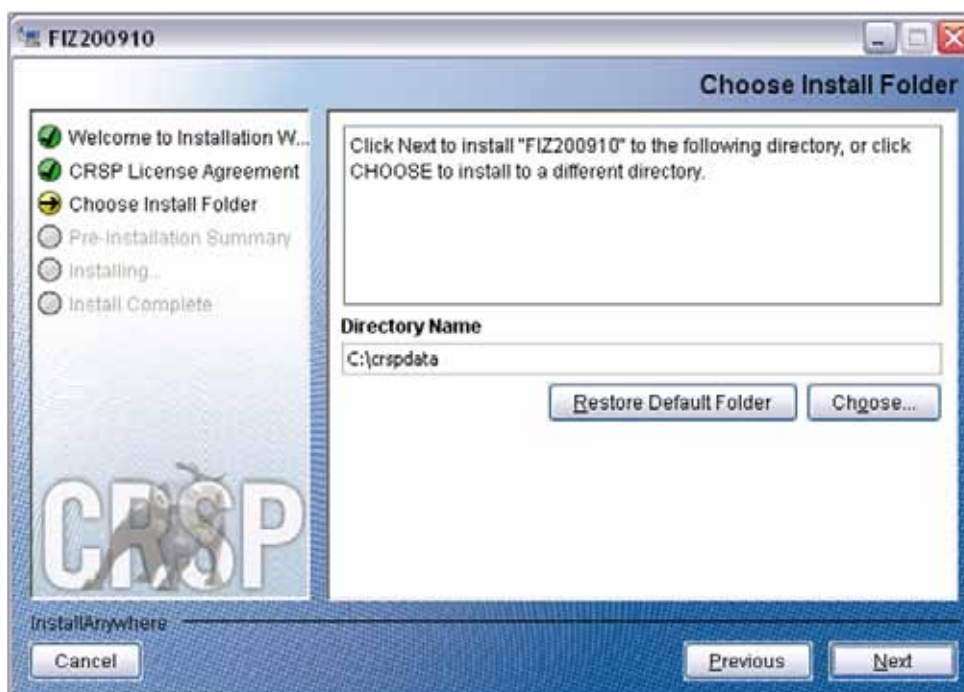 FIZ200910
Choose Install Folder
Welcome to Installation W...
CRSP License Agreement
Choose Install Folder
Pre-Installation Summary
Installing...
Install Complete
CRSP
Click Next to install "FIZ200910" to the following directory, or click
CHOOSE to install to a different directory.
Directory Name
C:\crspdata
Restore Default Folder
Choose...
InstallAnywhere
Cancel
Previous
Next